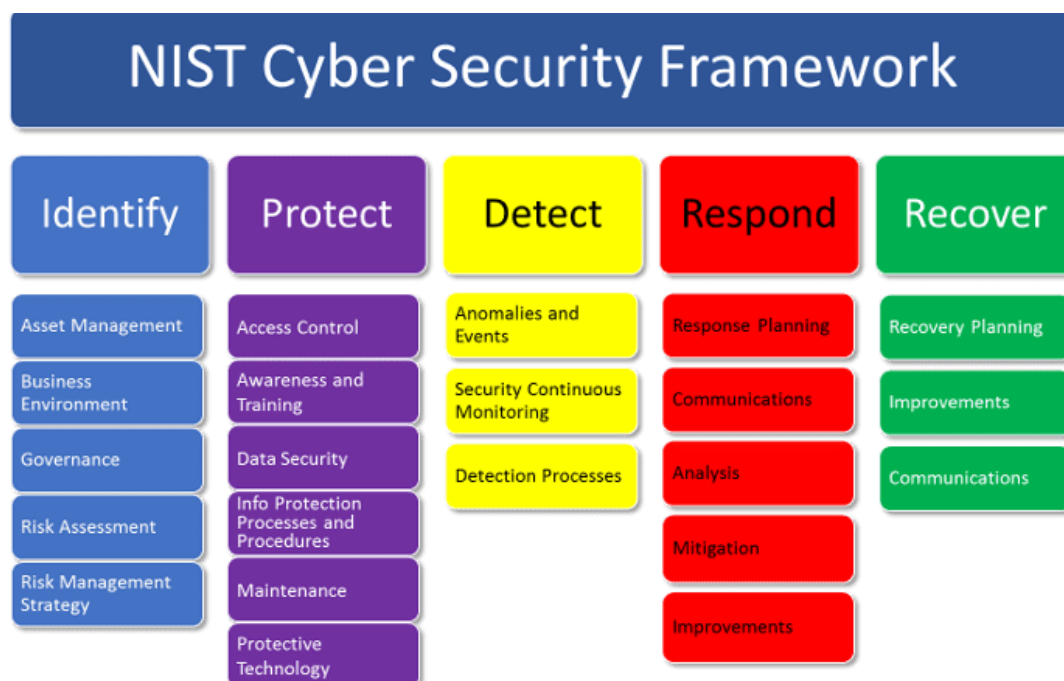 NIST Cyber Security Framework
Identify
Protect
Detect
Respond
Recover
Asset Management
Business
Environment
Governance
Risk Assessment
Risk Management
Strategy
Access Control
Awareness and
Training
Data Security
Info Protection
Processes and
Procedures
Maintenance
Protective
Technology
Anomalies and
Events
Security Continuous
Monitoring
Detection Processes
Response Planning
Communications
Analysis
Mitigation
Improvements
Recovery Planning
Improvements
Communications